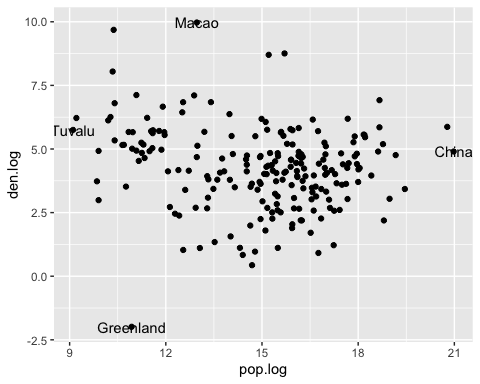 10.0
Macao
7.5
Tuvalu
5.0
China
2.5
0.0
Greenland
-2.5
den.log
9 12 15 18 21
pop.log